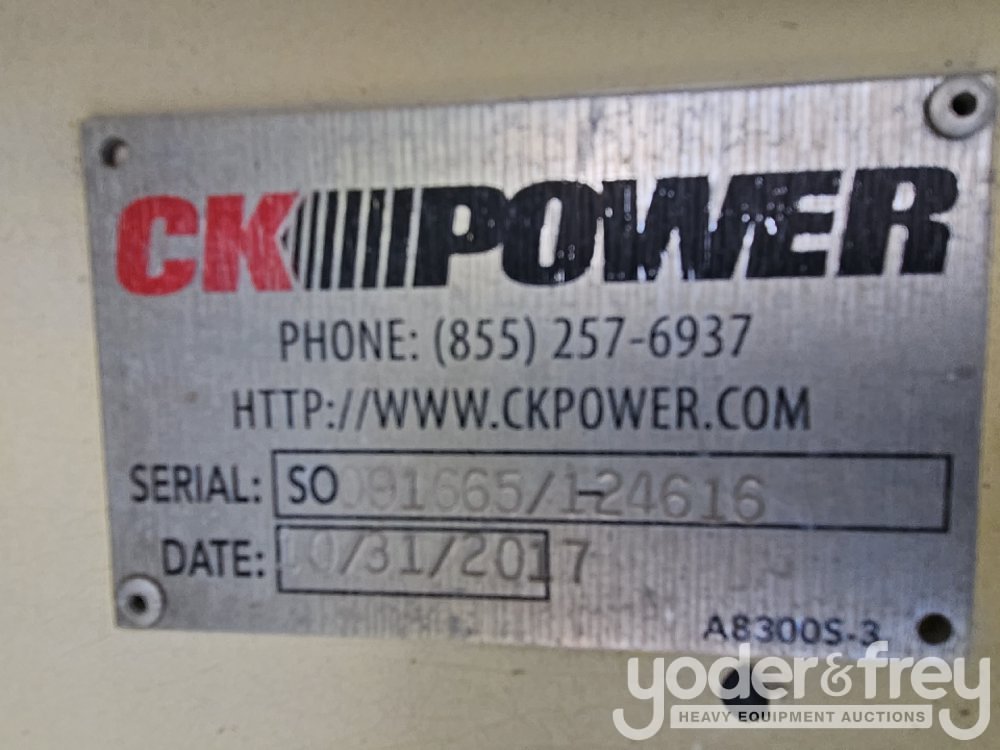 CK POWER
PHONE: (855) 257-6937
HTTP://WWW.CKPOWER.COM
SERIAL: SO091665/1-24616
DATE: 10/31/2017
A8300S-3
yoder&frey
HEAVY EQUIPMENT AUCTIONS